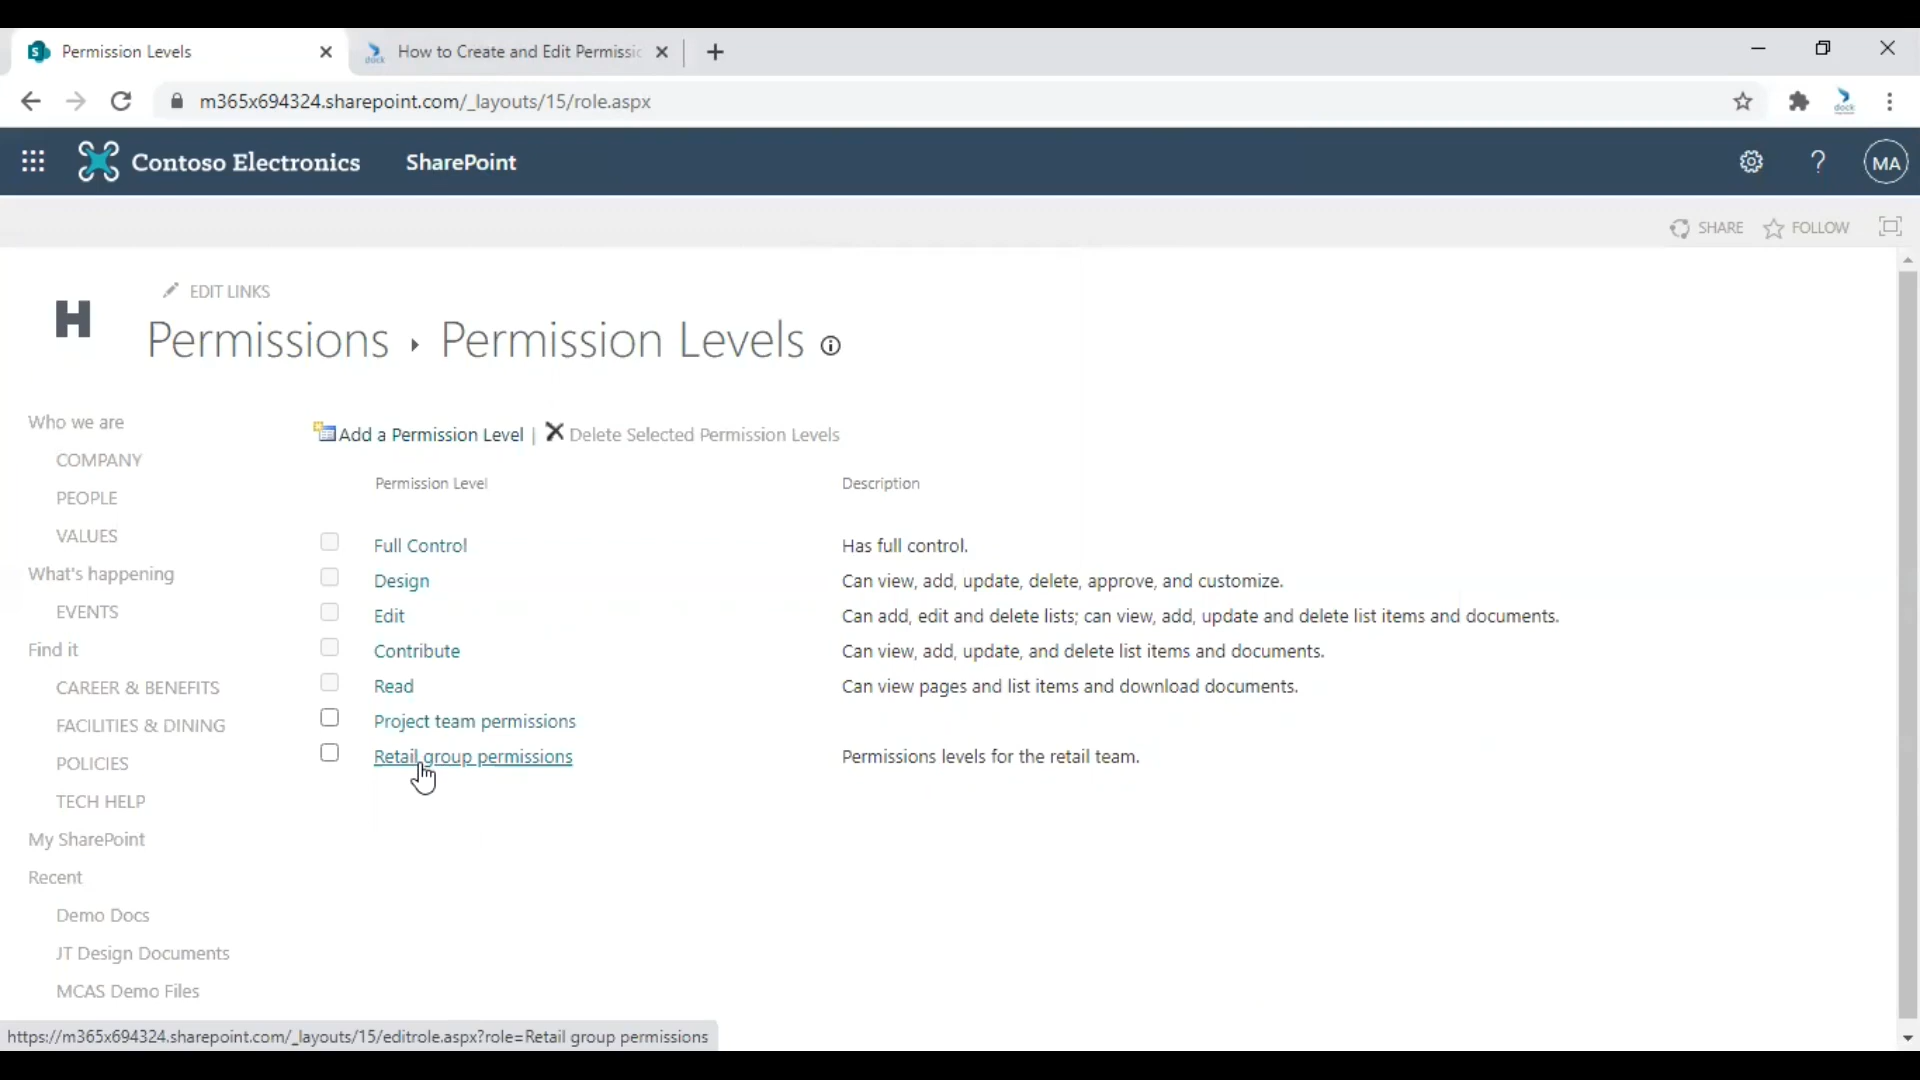 Permission Levels
How to Create and Edit Permissic
m365x694324.sharepoint.com/_layouts/15/role.aspx
dock
Contoso Electronics SharePoint ? MA
SHARE FOLLOW
EDIT LINKS
H
Permissions ▸ Permission Levels
Who we are
COMPANY
PEOPLE
VALUES
What's happening
EVENTS
Find it
CAREER & BENEFITS
FACILITIES & DINING
POLICIES
TECH HELP
My SharePoint
Recent
Demo Docs
JT Design Documents
MCAS Demo Files
Add a Permission Level | Delete Selected Permission Levels
Permission Level Description
Full Control Has full control.
Design Can view, add, update, delete, approve, and customize.
Edit Can add, edit and delete lists; can view, add, update and delete list items and documents.
Contribute Can view, add, update, and delete list items and documents.
Read Can view pages and list items and download documents.
Project team permissions
Retail group permissions Permissions levels for the retail team.
https://m365x694324.sharepoint.com/_layouts/15/editrole.aspx?role=Retail group permissions